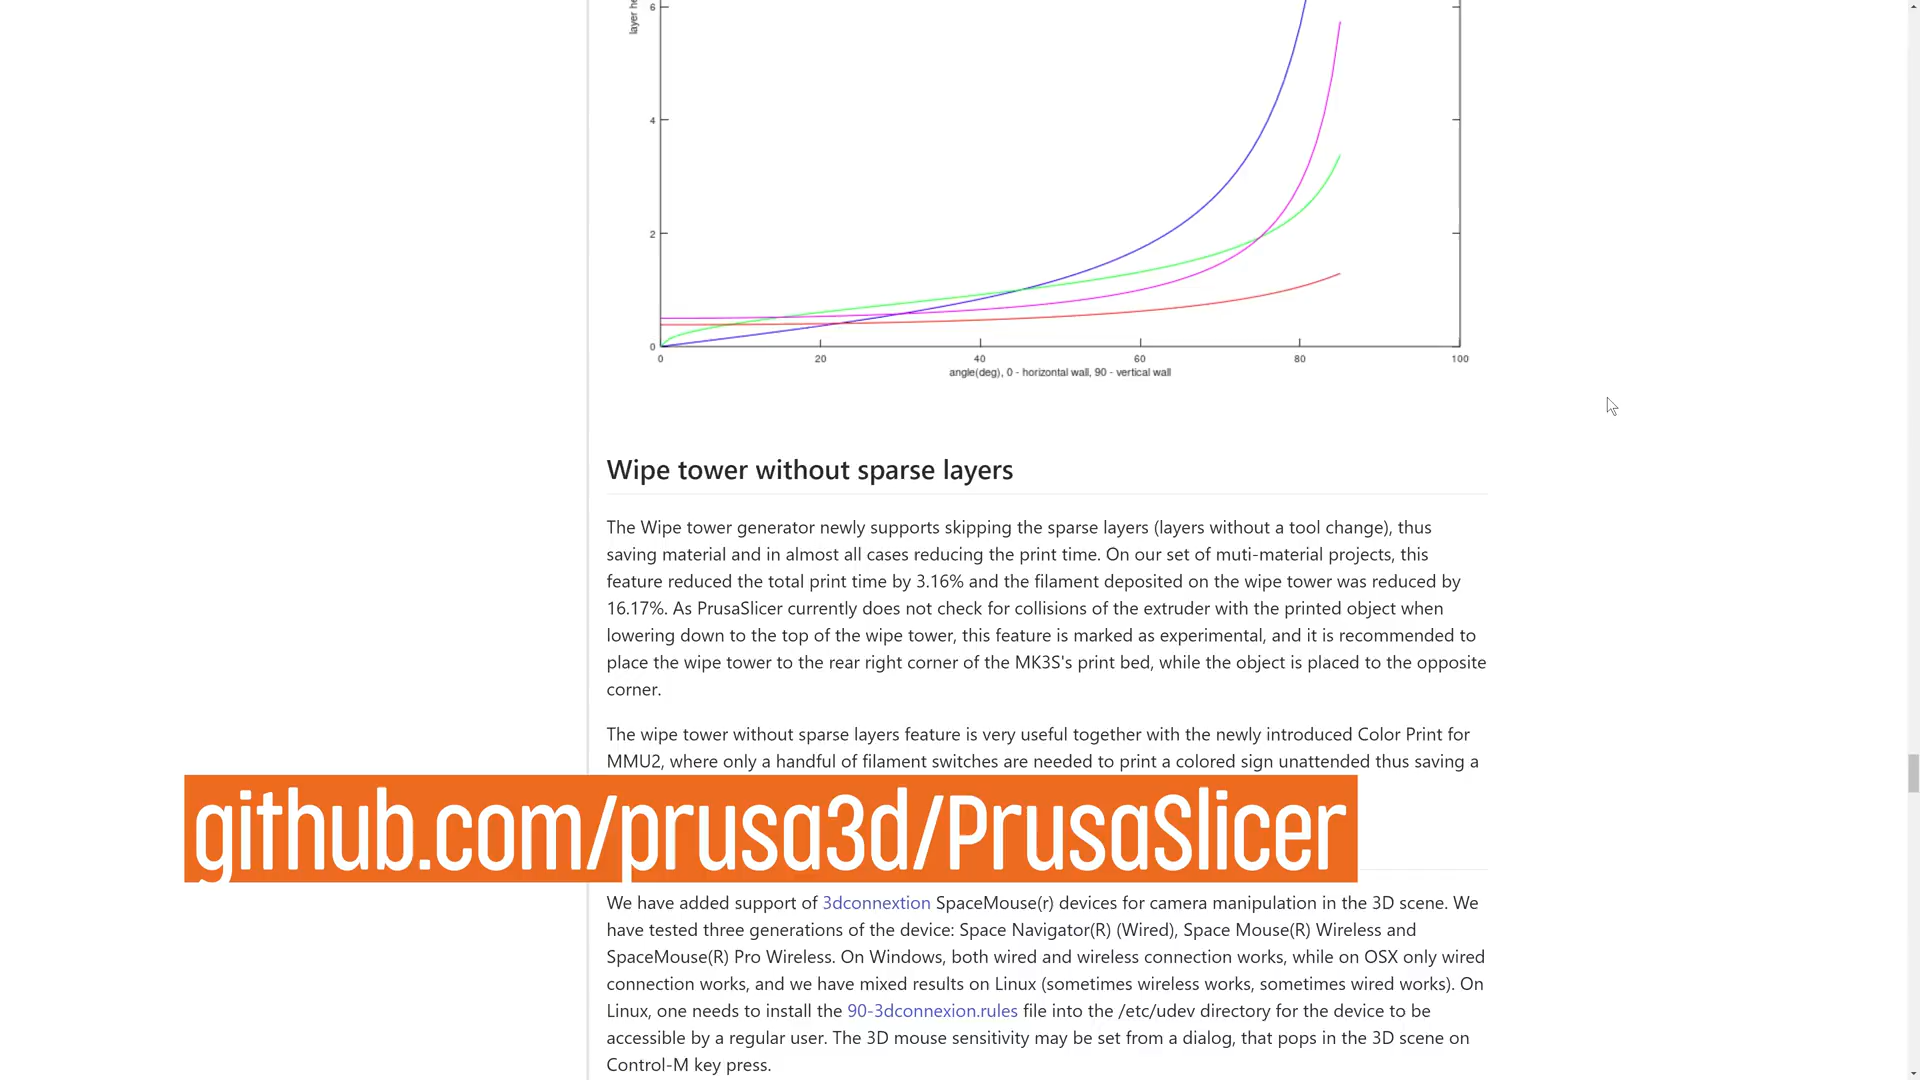 layer he
6
4
2
0
0 20 40 60 80 100
angle(deg), 0 - horizontal wall, 90 - vertical wall
Wipe tower without sparse layers
The Wipe tower generator newly supports skipping the sparse layers (layers without a tool change), thus
saving material and in almost all cases reducing the print time. On our set of muti-material projects, this
feature reduced the total print time by 3.16% and the filament deposited on the wipe tower was reduced by
16.17%. As PrusaSlicer currently does not check for collisions of the extruder with the printed object when
lowering down to the top of the wipe tower, this feature is marked as experimental, and it is recommended to
place the wipe tower to the rear right corner of the MK3S's print bed, while the object is placed to the opposite
corner.
The wipe tower without sparse layers feature is very useful together with the newly introduced Color Print for
MMU2, where only a handful of filament switches are needed to print a colored sign unattended thus saving a
github.com/prusa3d/PrusaSlicer
We have added support of 3dconnextion SpaceMouse(r) devices for camera manipulation in the 3D scene. We
have tested three generations of the device: Space Navigator(R) (Wired), Space Mouse(R) Wireless and
SpaceMouse(R) Pro Wireless. On Windows, both wired and wireless connection works, while on OSX only wired
connection works, and we have mixed results on Linux (sometimes wireless works, sometimes wired works). On
Linux, one needs to install the 90-3dconnexion.rules file into the /etc/udev directory for the device to be
accessible by a regular user. The 3D mouse sensitivity may be set from a dialog, that pops in the 3D scene on
Control-M key press.